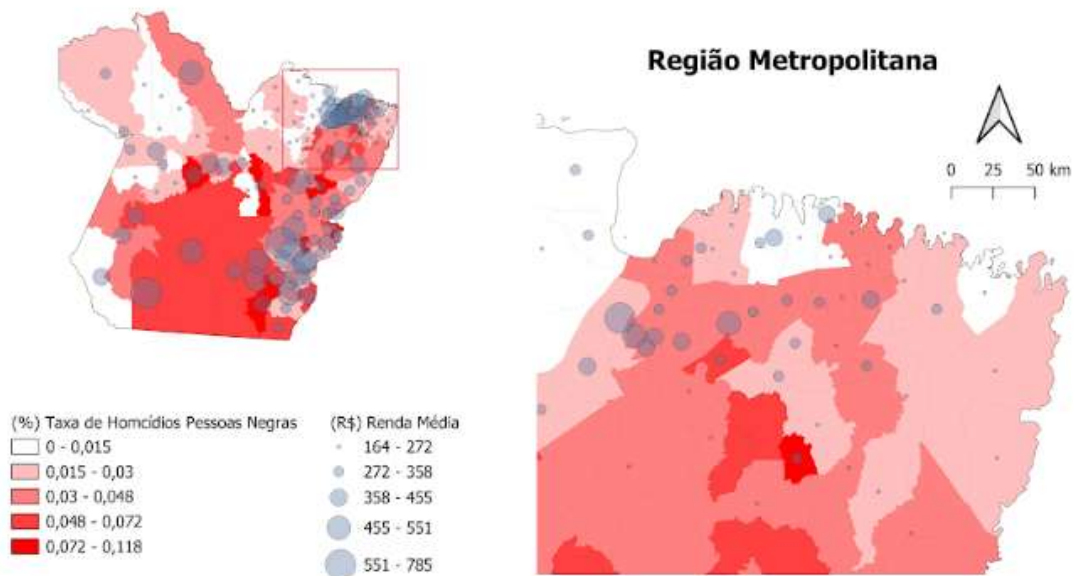 Região Metropolitana
0 25 50 km
(%) Taxa de Homcídios Pessoas Negras
0 - 0,015
0,015 - 0,03
0,03 - 0,048
0,048 - 0,072
0,072 - 0,118
(R$) Renda Média
164 - 272
272 - 358
358 - 455
455 - 551
551 - 785